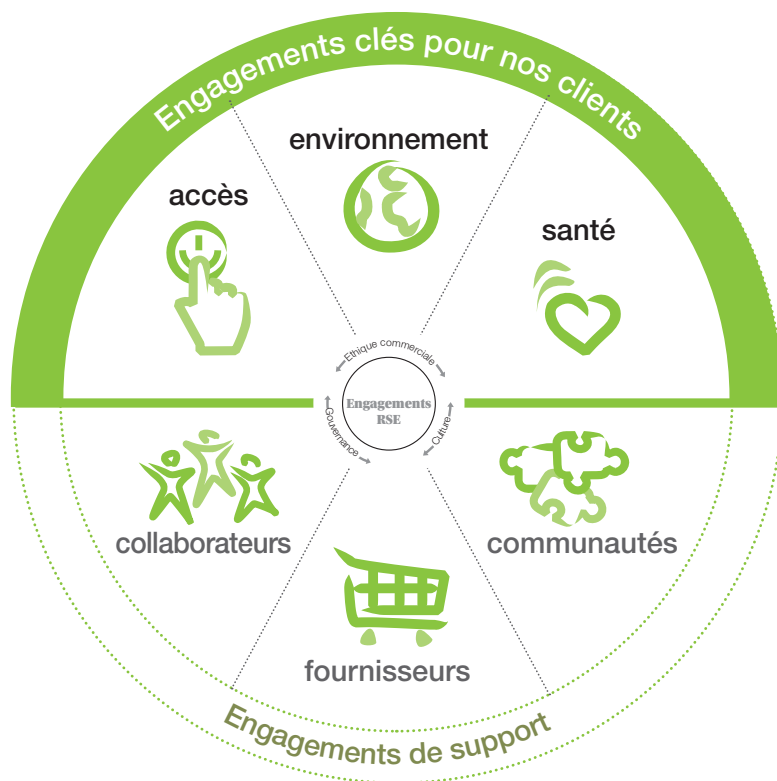 Engagements clés pour nos clients
environnement
accès
santé
Ethique commerciale
Engagements
RSE
Gouvernance
Culture
collaborateurs
communautés
fournisseurs
Engagements de support